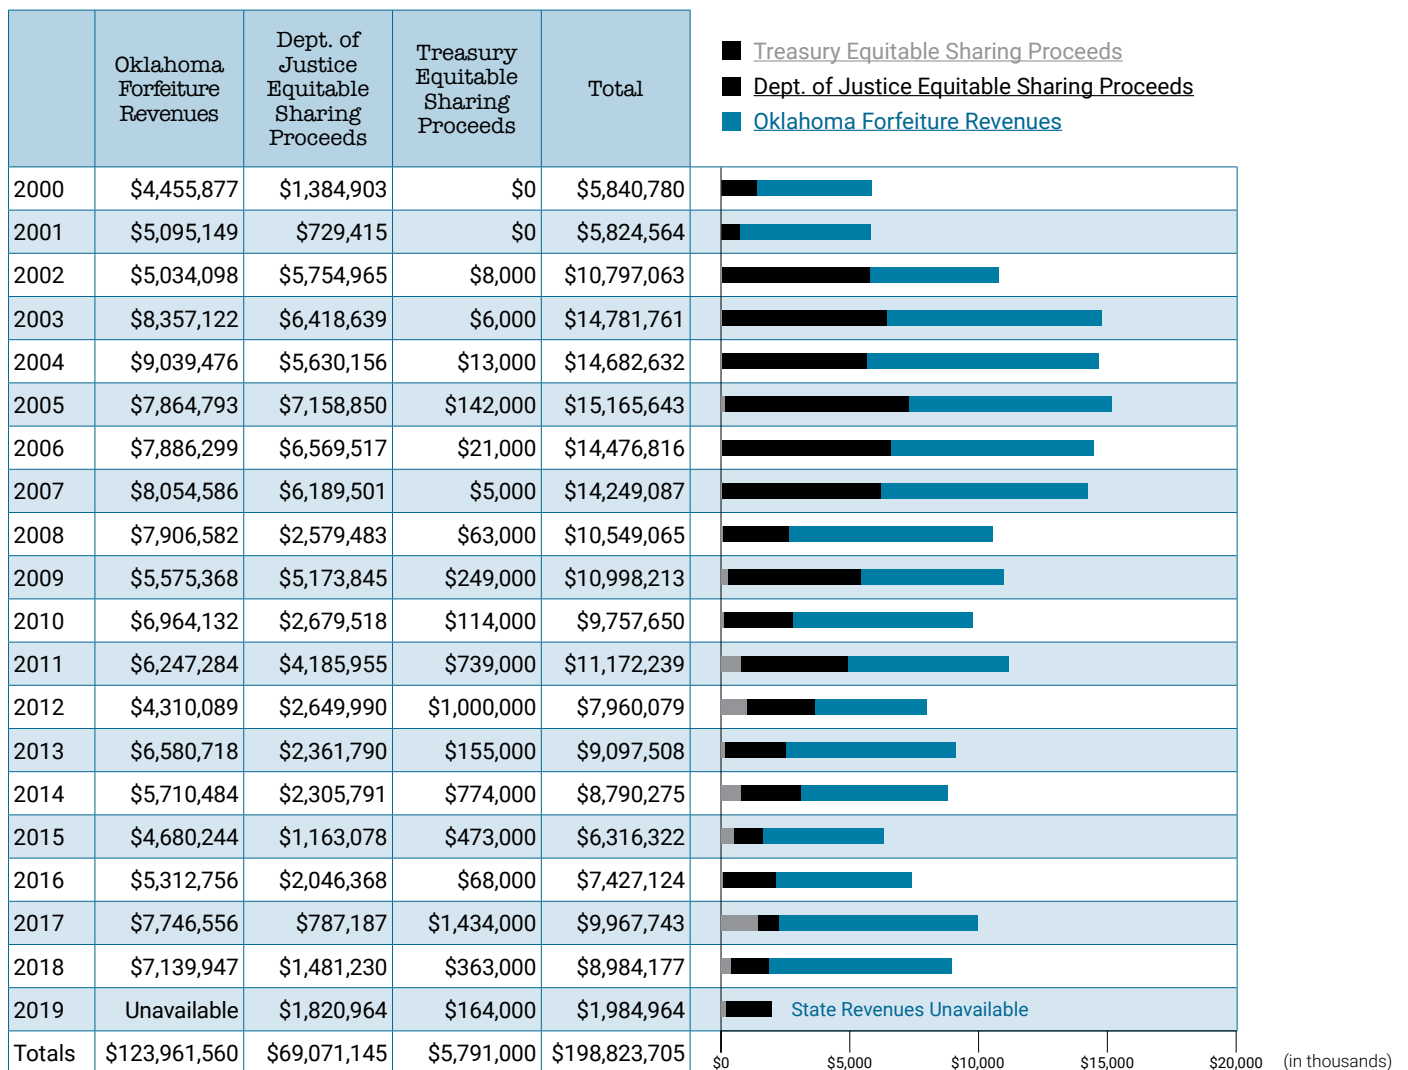 Oklahoma
Forfeiture
Revenues
Dept. of
Justice
Equitable
Sharing
Proceeds
Treasury
Equitable
Sharing
Proceeds
Total
Treasury Equitable Sharing Proceeds
Dept. of Justice Equitable Sharing Proceeds
Oklahoma Forfeiture Revenues
2000 $4,455,877 $1,384,903 $0 $5,840,780
2001 $5,095,149 $729,415 $0 $5,824,564
2002 $5,034,098 $5,754,965 $8,000 $10,797,063
2003 $8,357,122 $6,418,639 $6,000 $14,781,761
2004 $9,039,476 $5,630,156 $13,000 $14,682,632
2005 $7,864,793 $7,158,850 $142,000 $15,165,643
2006 $7,886,299 $6,569,517 $21,000 $14,476,816
2007 $8,054,586 $6,189,501 $5,000 $14,249,087
2008 $7,906,582 $2,579,483 $63,000 $10,549,065
2009 $5,575,368 $5,173,845 $249,000 $10,998,213
2010 $6,964,132 $2,679,518 $114,000 $9,757,650
2011 $6,247,284 $4,185,955 $739,000 $11,172,239
2012 $4,310,089 $2,649,990 $1,000,000 $7,960,079
2013 $6,580,718 $2,361,790 $155,000 $9,097,508
2014 $5,710,484 $2,305,791 $774,000 $8,790,275
2015 $4,680,244 $1,163,078 $473,000 $6,316,322
2016 $5,312,756 $2,046,368 $68,000 $7,427,124
2017 $7,746,556 $787,187 $1,434,000 $9,967,743
2018 $7,139,947 $1,481,230 $363,000 $8,984,177
2019 Unavailable $1,820,964 $164,000 $1,984,964 State Revenues Unavailable
Totals $123,961,560 $69,071,145 $5,791,000 $198,823,705
$0 $5,000 $10,000 $15,000 $20,000 (in thousands)